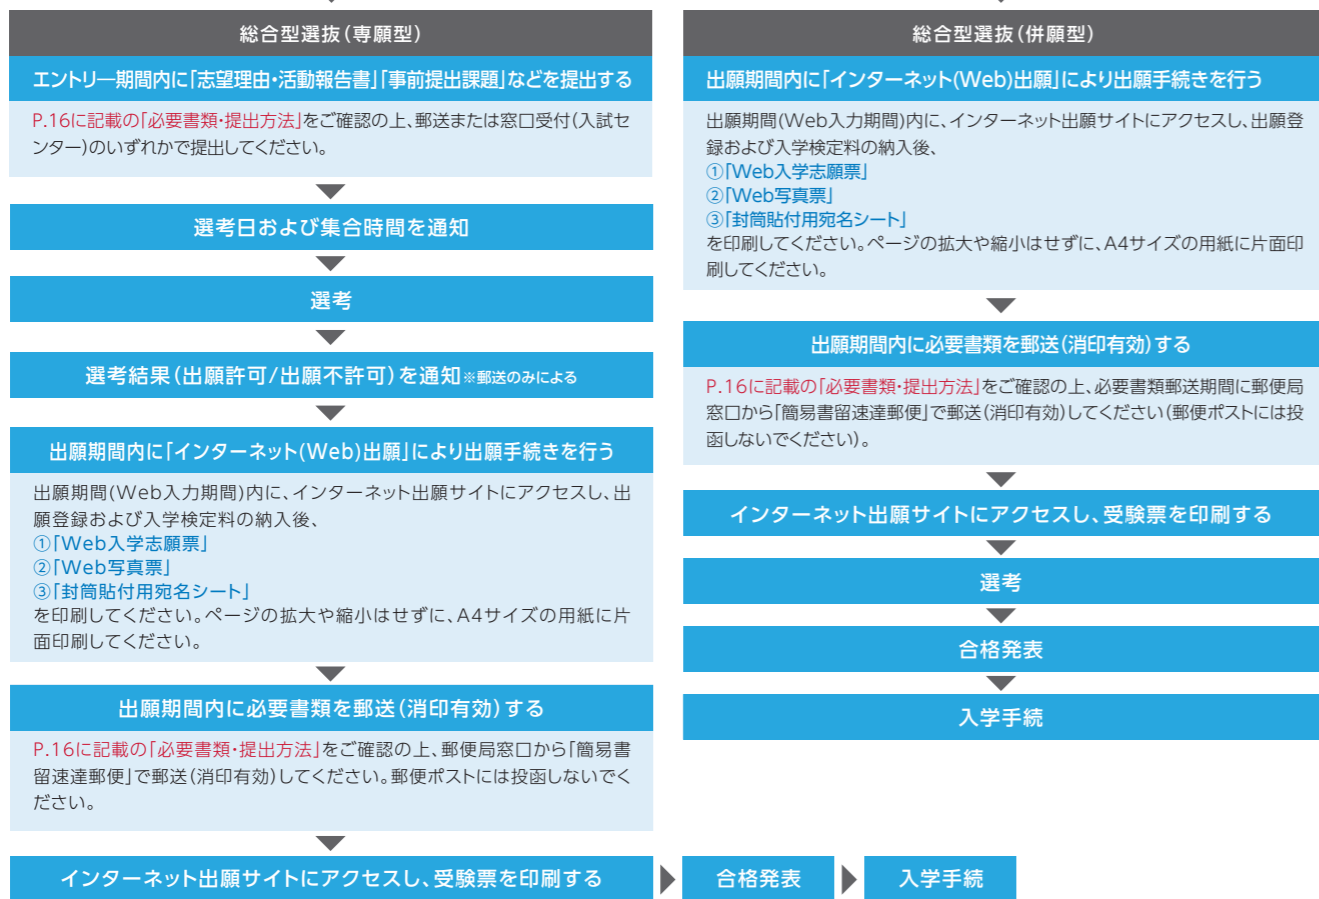 総合型選抜（専願型）
エントリー期間内に「志望理由・活動報告書」「事前提出課題」などを提出する
P.16に記載の「必要書類・提出方法」をご確認の上、郵送または窓口受付（入試セ
ンター）のいずれかで提出してください。
選考日および集合時間を通知
選考
選考結果（出願許可/出願不許可）を通知※郵送のみによる
出願期間内に「インターネット(Web)出願」により出願手続きを行う
出願期間(Web入力期間)内に、インターネット出願サイトにアクセスし、出
願登録および入学検定料の納入後、
①「Web入学志願票」
②「Web写真票」
③「封筒貼付用宛名シート」
を印刷してください。ページの拡大や縮小はせずに、A4サイズの用紙に片
面印刷してください。
出願期間内に必要書類を郵送（消印有効）する
P.16に記載の「必要書類・提出方法」をご確認の上、郵便局窓口から「簡易書
留速達郵便」で郵送（消印有効）してください。郵便ポストには投函しないでく
ださい。
インターネット出願サイトにアクセスし、受験票を印刷する
合格発表
入学手続
総合型選抜（併願型）
出願期間内に「インターネット(Web)出願」により出願手続きを行う
出願期間(Web入力期間)内に、インターネット出願サイトにアクセスし、出願登
録および入学検定料の納入後、
①「Web入学志願票」
②「Web写真票」
③「封筒貼付用宛名シート」
を印刷してください。ページの拡大や縮小はせずに、A4サイズの用紙に片面印
刷してください。
出願期間内に必要書類を郵送（消印有効）する
P.16に記載の「必要書類・提出方法」をご確認の上、必要書類郵送期間に郵便局
窓口から「簡易書留速達郵便」で郵送（消印有効）してください（郵便ポストには投
函しないでください）。
インターネット出願サイトにアクセスし、受験票を印刷する
選考
合格発表
入学手続